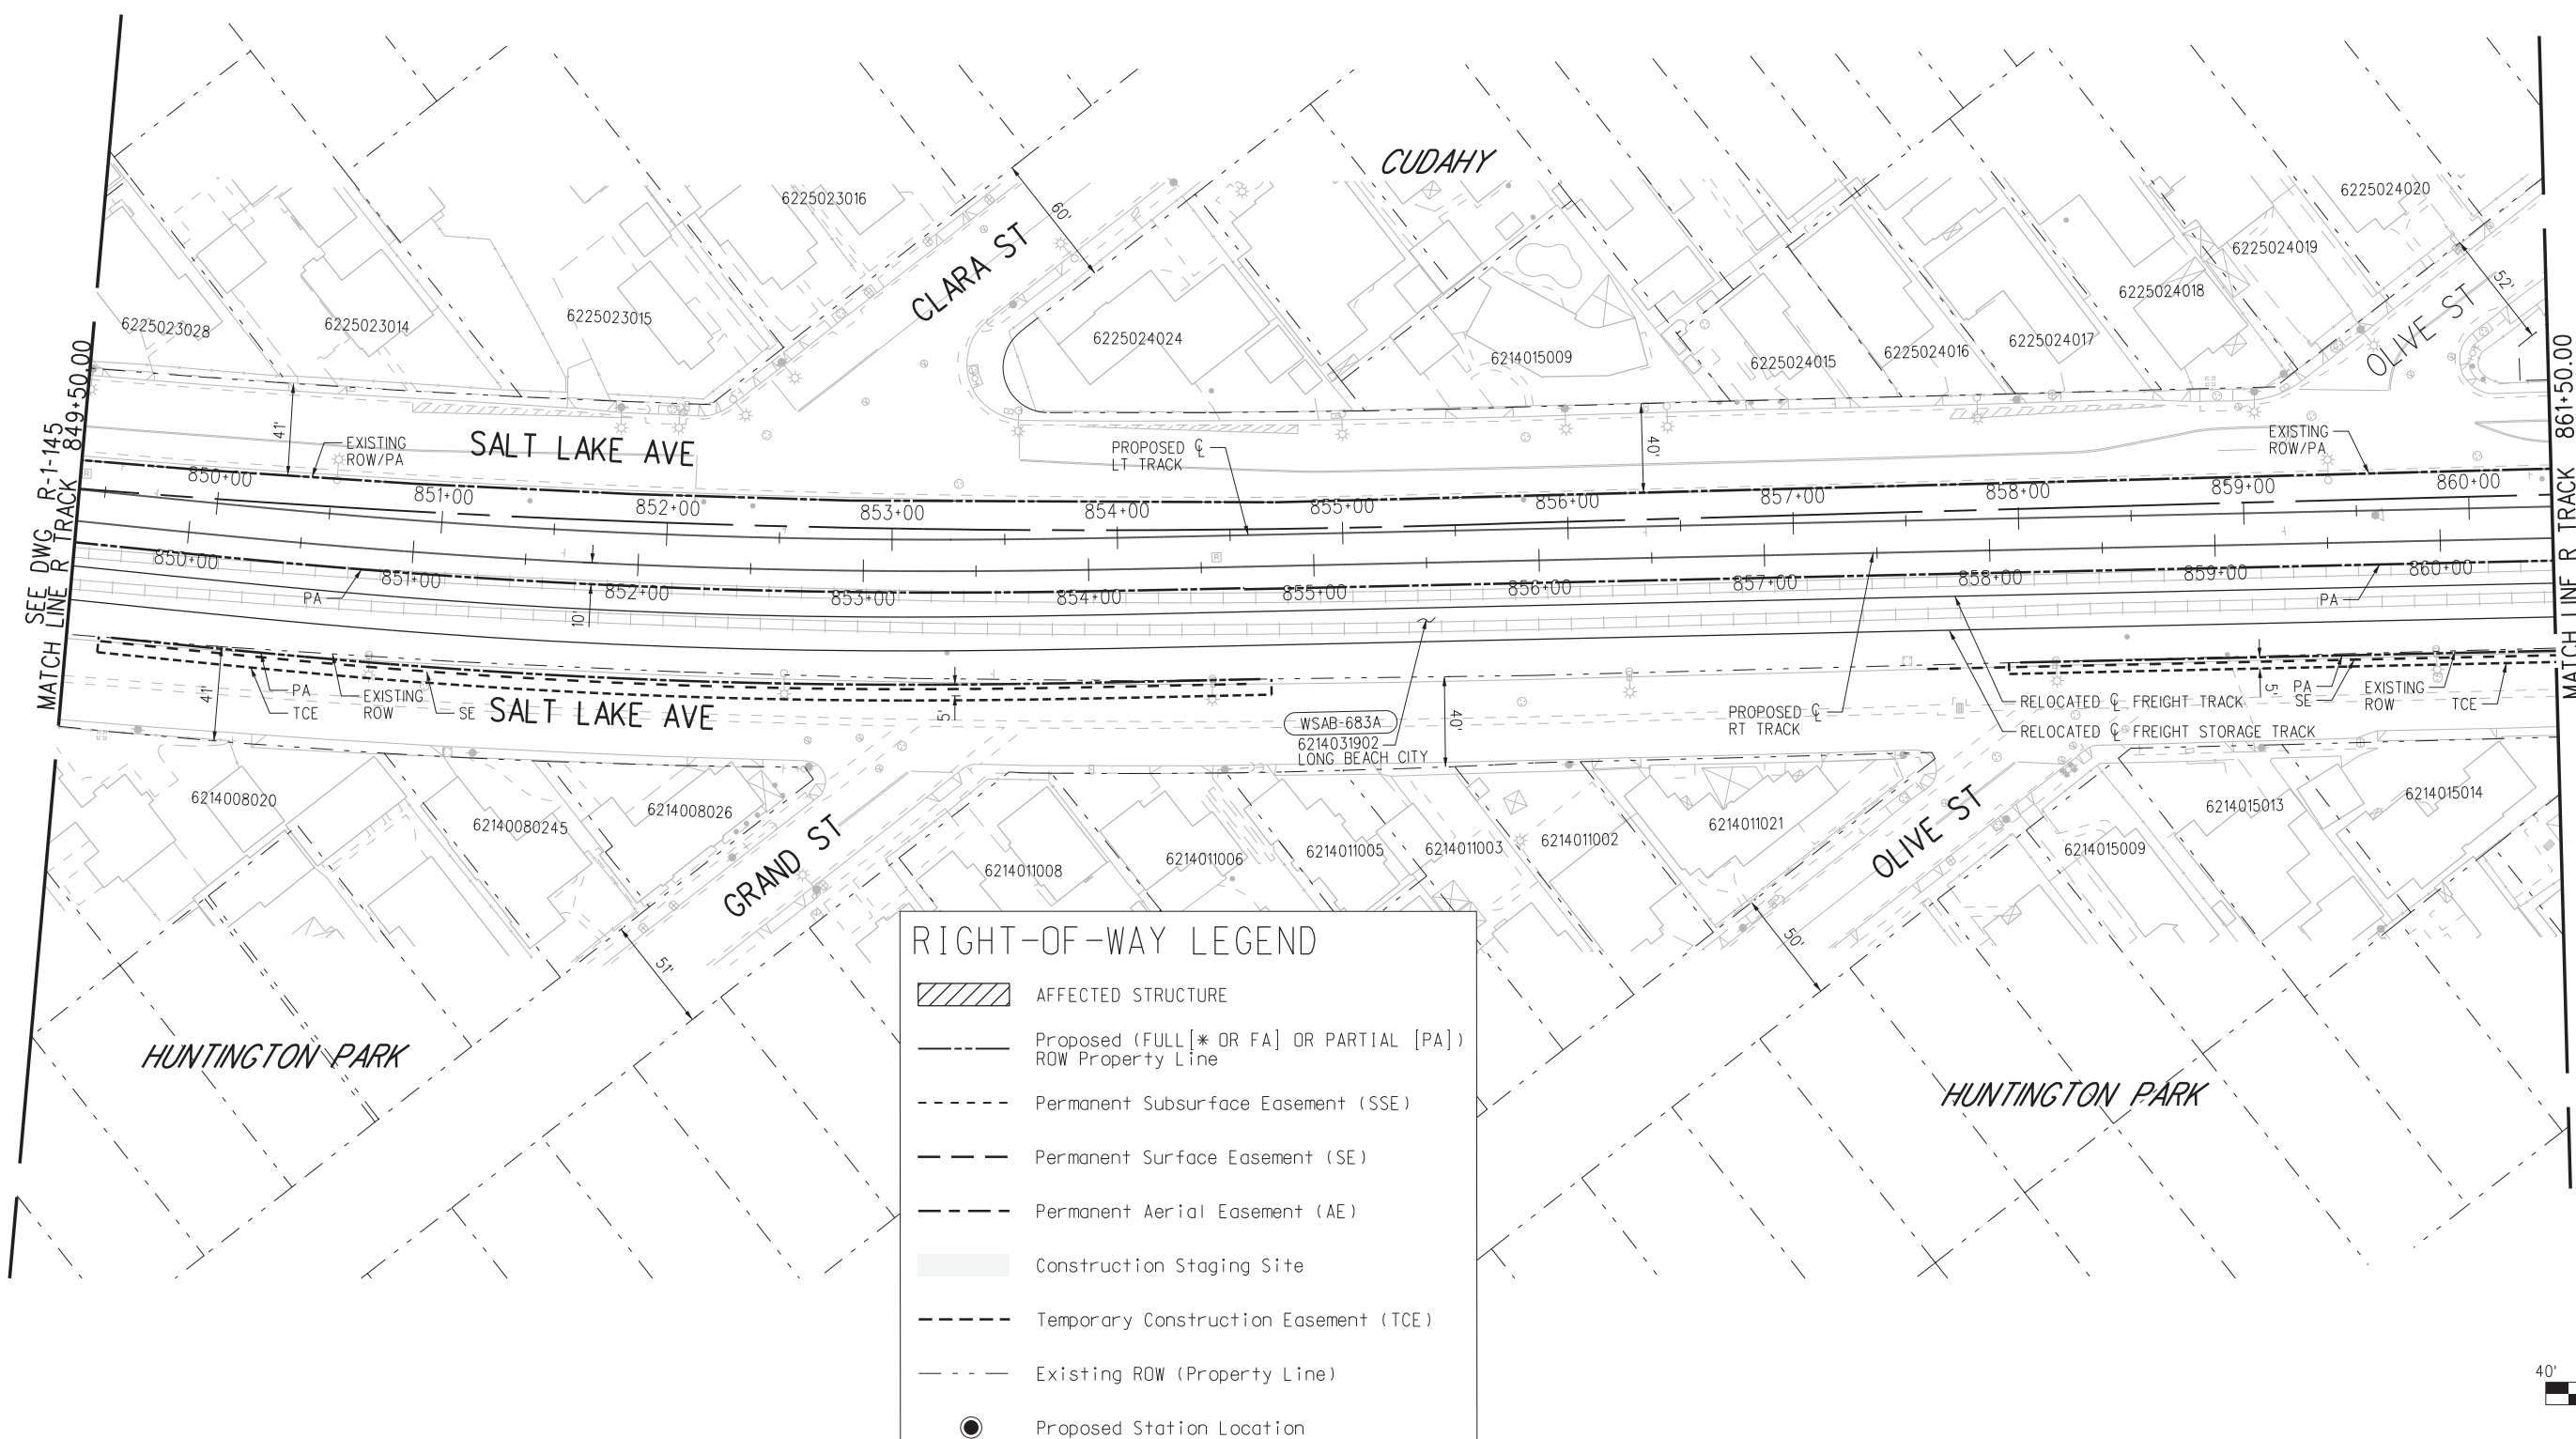 CUDAHY
6225023016
6225024020
6225024019
6225024018
60'
52'
CLARA ST
OLIVE ST
6225023028
6225023014
6225023015
6225024024
6214015009
6225024015
6225024016
6225024017
SEE DWG R-1-145
MATCH LINE R TRACK 849+50.00
MATCH LINE R TRACK 861+50.00
41'
EXISTING
ROW/PA
SALT LAKE AVE
PROPOSED ℄
LT TRACK
40'
EXISTING
ROW/PA
850+00
851+00
852+00
853+00
854+00
855+00
856+00
857+00
858+00
859+00
860+00
850+00
851+00
852+00
853+00
854+00
855+00
856+00
857+00
858+00
859+00
860+00
PA
10'
PA
41'
PA
TCE
EXISTING
ROW
SE
SALT LAKE AVE
5'
WSAB-683A
6214031902
LONG BEACH CITY
40'
PROPOSED ℄
RT TRACK
RELOCATED ℄ FREIGHT TRACK
RELOCATED ℄ FREIGHT STORAGE TRACK
5'
PA
SE
EXISTING
ROW
TCE
6214008020
62140080245
6214008026
GRAND ST
6214011008
6214011006
6214011005
6214011003
6214011002
6214011021
OLIVE ST
6214015009
6214015013
6214015014
51'
50'
HUNTINGTON PARK
HUNTINGTON PARK
RIGHT-OF-WAY LEGEND
AFFECTED STRUCTURE
Proposed (FULL[* OR FA] OR PARTIAL [PA])
ROW Property Line
Permanent Subsurface Easement (SSE)
Permanent Surface Easement (SE)
Permanent Aerial Easement (AE)
Construction Staging Site
Temporary Construction Easement (TCE)
Existing ROW (Property Line)
Proposed Station Location
40'